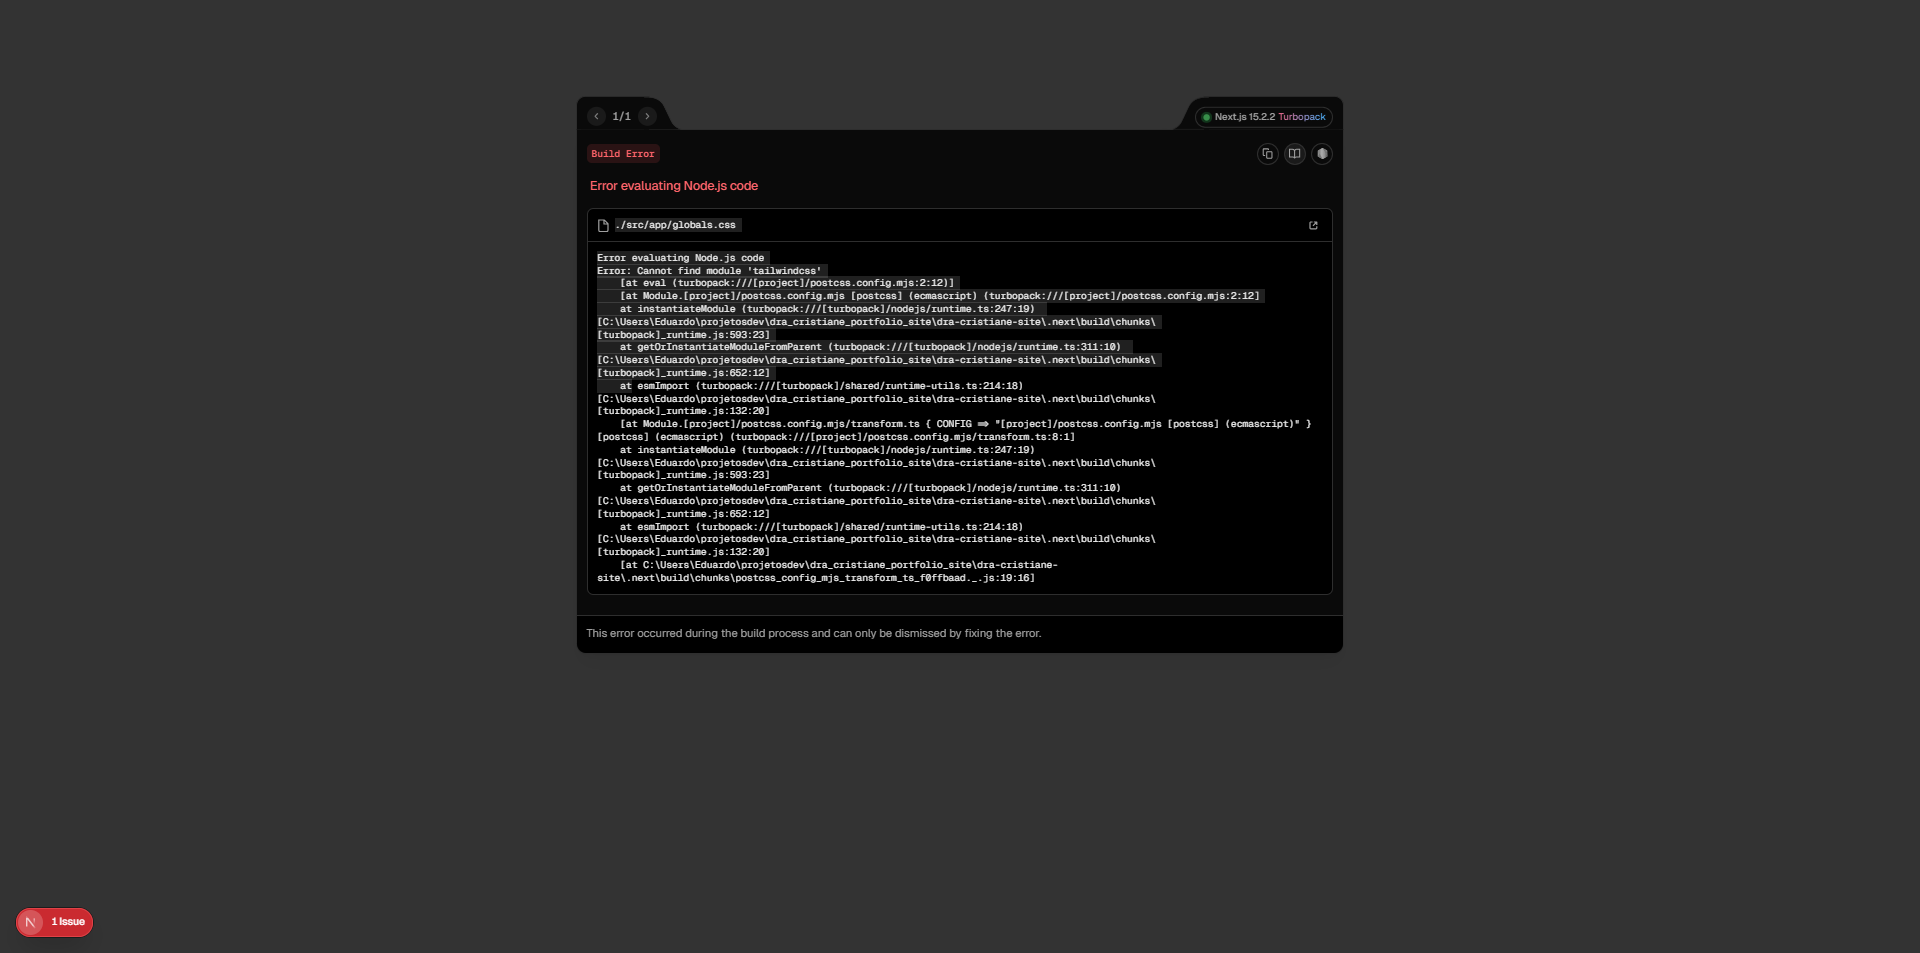 1/1
Next.js 15.2.2 Turbopack
Build Error
Error evaluating Node.js code
./src/app/globals.css
Error evaluating Node.js code
Error: Cannot find module 'tailwindcss'
    [at eval (turbopack:///[project]/postcss.config.mjs:2:12)]
    [at Module.[project]/postcss.config.mjs [postcss] (ecmascript) (turbopack:///[project]/postcss.config.mjs:2:12]
    at instantiateModule (turbopack:///[turbopack]/nodejs/runtime.ts:247:19)
[C:\Users\Eduardo\projetosdev\dra_cristiane_portfolio_site\dra-cristiane-site\.next\build\chunks\
[turbopack]_runtime.js:593:23]
    at getOrInstantiateModuleFromParent (turbopack:///[turbopack]/nodejs/runtime.ts:311:10)
[C:\Users\Eduardo\projetosdev\dra_cristiane_portfolio_site\dra-cristiane-site\.next\build\chunks\
[turbopack]_runtime.js:652:12]
    at esmImport (turbopack:///[turbopack]/shared/runtime-utils.ts:214:18)
[C:\Users\Eduardo\projetosdev\dra_cristiane_portfolio_site\dra-cristiane-site\.next\build\chunks\
[turbopack]_runtime.js:132:20]
    [at Module.[project]/postcss.config.mjs/transform.ts { CONFIG => "[project]/postcss.config.mjs [postcss] (ecmascript)" }
[postcss] (ecmascript) (turbopack:///[project]/postcss.config.mjs/transform.ts:8:1]
    at instantiateModule (turbopack:///[turbopack]/nodejs/runtime.ts:247:19)
[C:\Users\Eduardo\projetosdev\dra_cristiane_portfolio_site\dra-cristiane-site\.next\build\chunks\
[turbopack]_runtime.js:593:23]
    at getOrInstantiateModuleFromParent (turbopack:///[turbopack]/nodejs/runtime.ts:311:10)
[C:\Users\Eduardo\projetosdev\dra_cristiane_portfolio_site\dra-cristiane-site\.next\build\chunks\
[turbopack]_runtime.js:652:12]
    at esmImport (turbopack:///[turbopack]/shared/runtime-utils.ts:214:18)
[C:\Users\Eduardo\projetosdev\dra_cristiane_portfolio_site\dra-cristiane-site\.next\build\chunks\
[turbopack]_runtime.js:132:20]
    [at C:\Users\Eduardo\projetosdev\dra_cristiane_portfolio_site\dra-cristiane-
site\.next\build\chunks\postcss_config_mjs_transform_ts_f0ffbaad._.js:19:16]
This error occurred during the build process and can only be dismissed by fixing the error.
N 1 Issue